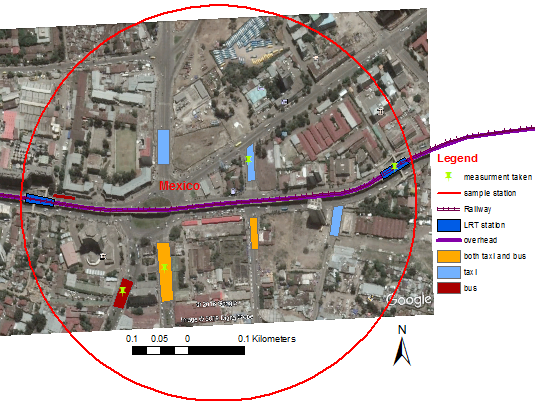 Mexico
Legend
measurment taken
sample station
Railway
LRT station
overhead
both taxi and bus
taxi
bus
Google
N
0.1 0.05 0 0.1 Kilometers